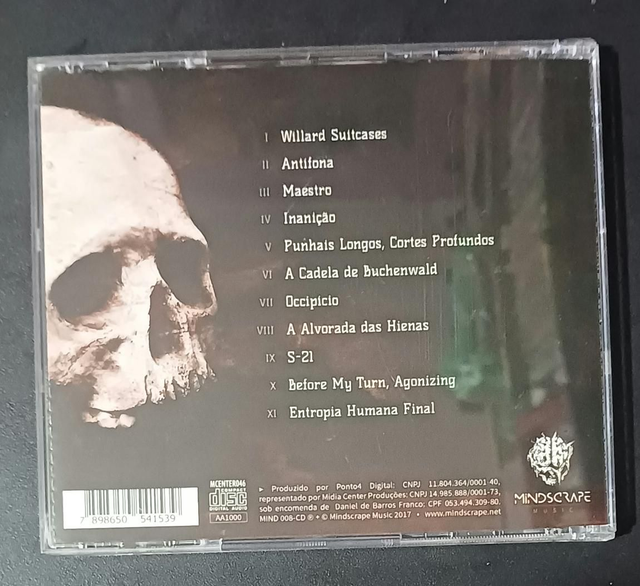 I Willard Suitcases
II Antífona
III Maestro
IV Inanição
V Punhais Longos, Cortes Profundos
VI A Cadela de Buchenwald
VII Occipício
VIII A Alvorada das Hienas
IX S-21
X Before My Turn, Agonizing
XI Entropia Humana Final
7 898650 541539
MCENTER046
COMPACT
disc
DIGITAL AUDIO
AA1000
► Produzido por Ponto4 Digital: CNPJ 11.804.364/0001-40,
representado por Mídia Center Produções: CNPJ 14.985.888/0001-73,
sob encomenda de Daniel de Barros Franco: CPF 053.494.309-80.
MIND 008-CD ℗ + © Mindscrape Music 2017 • www.mindscrape.net
MINDSCRAPE
MUSIC